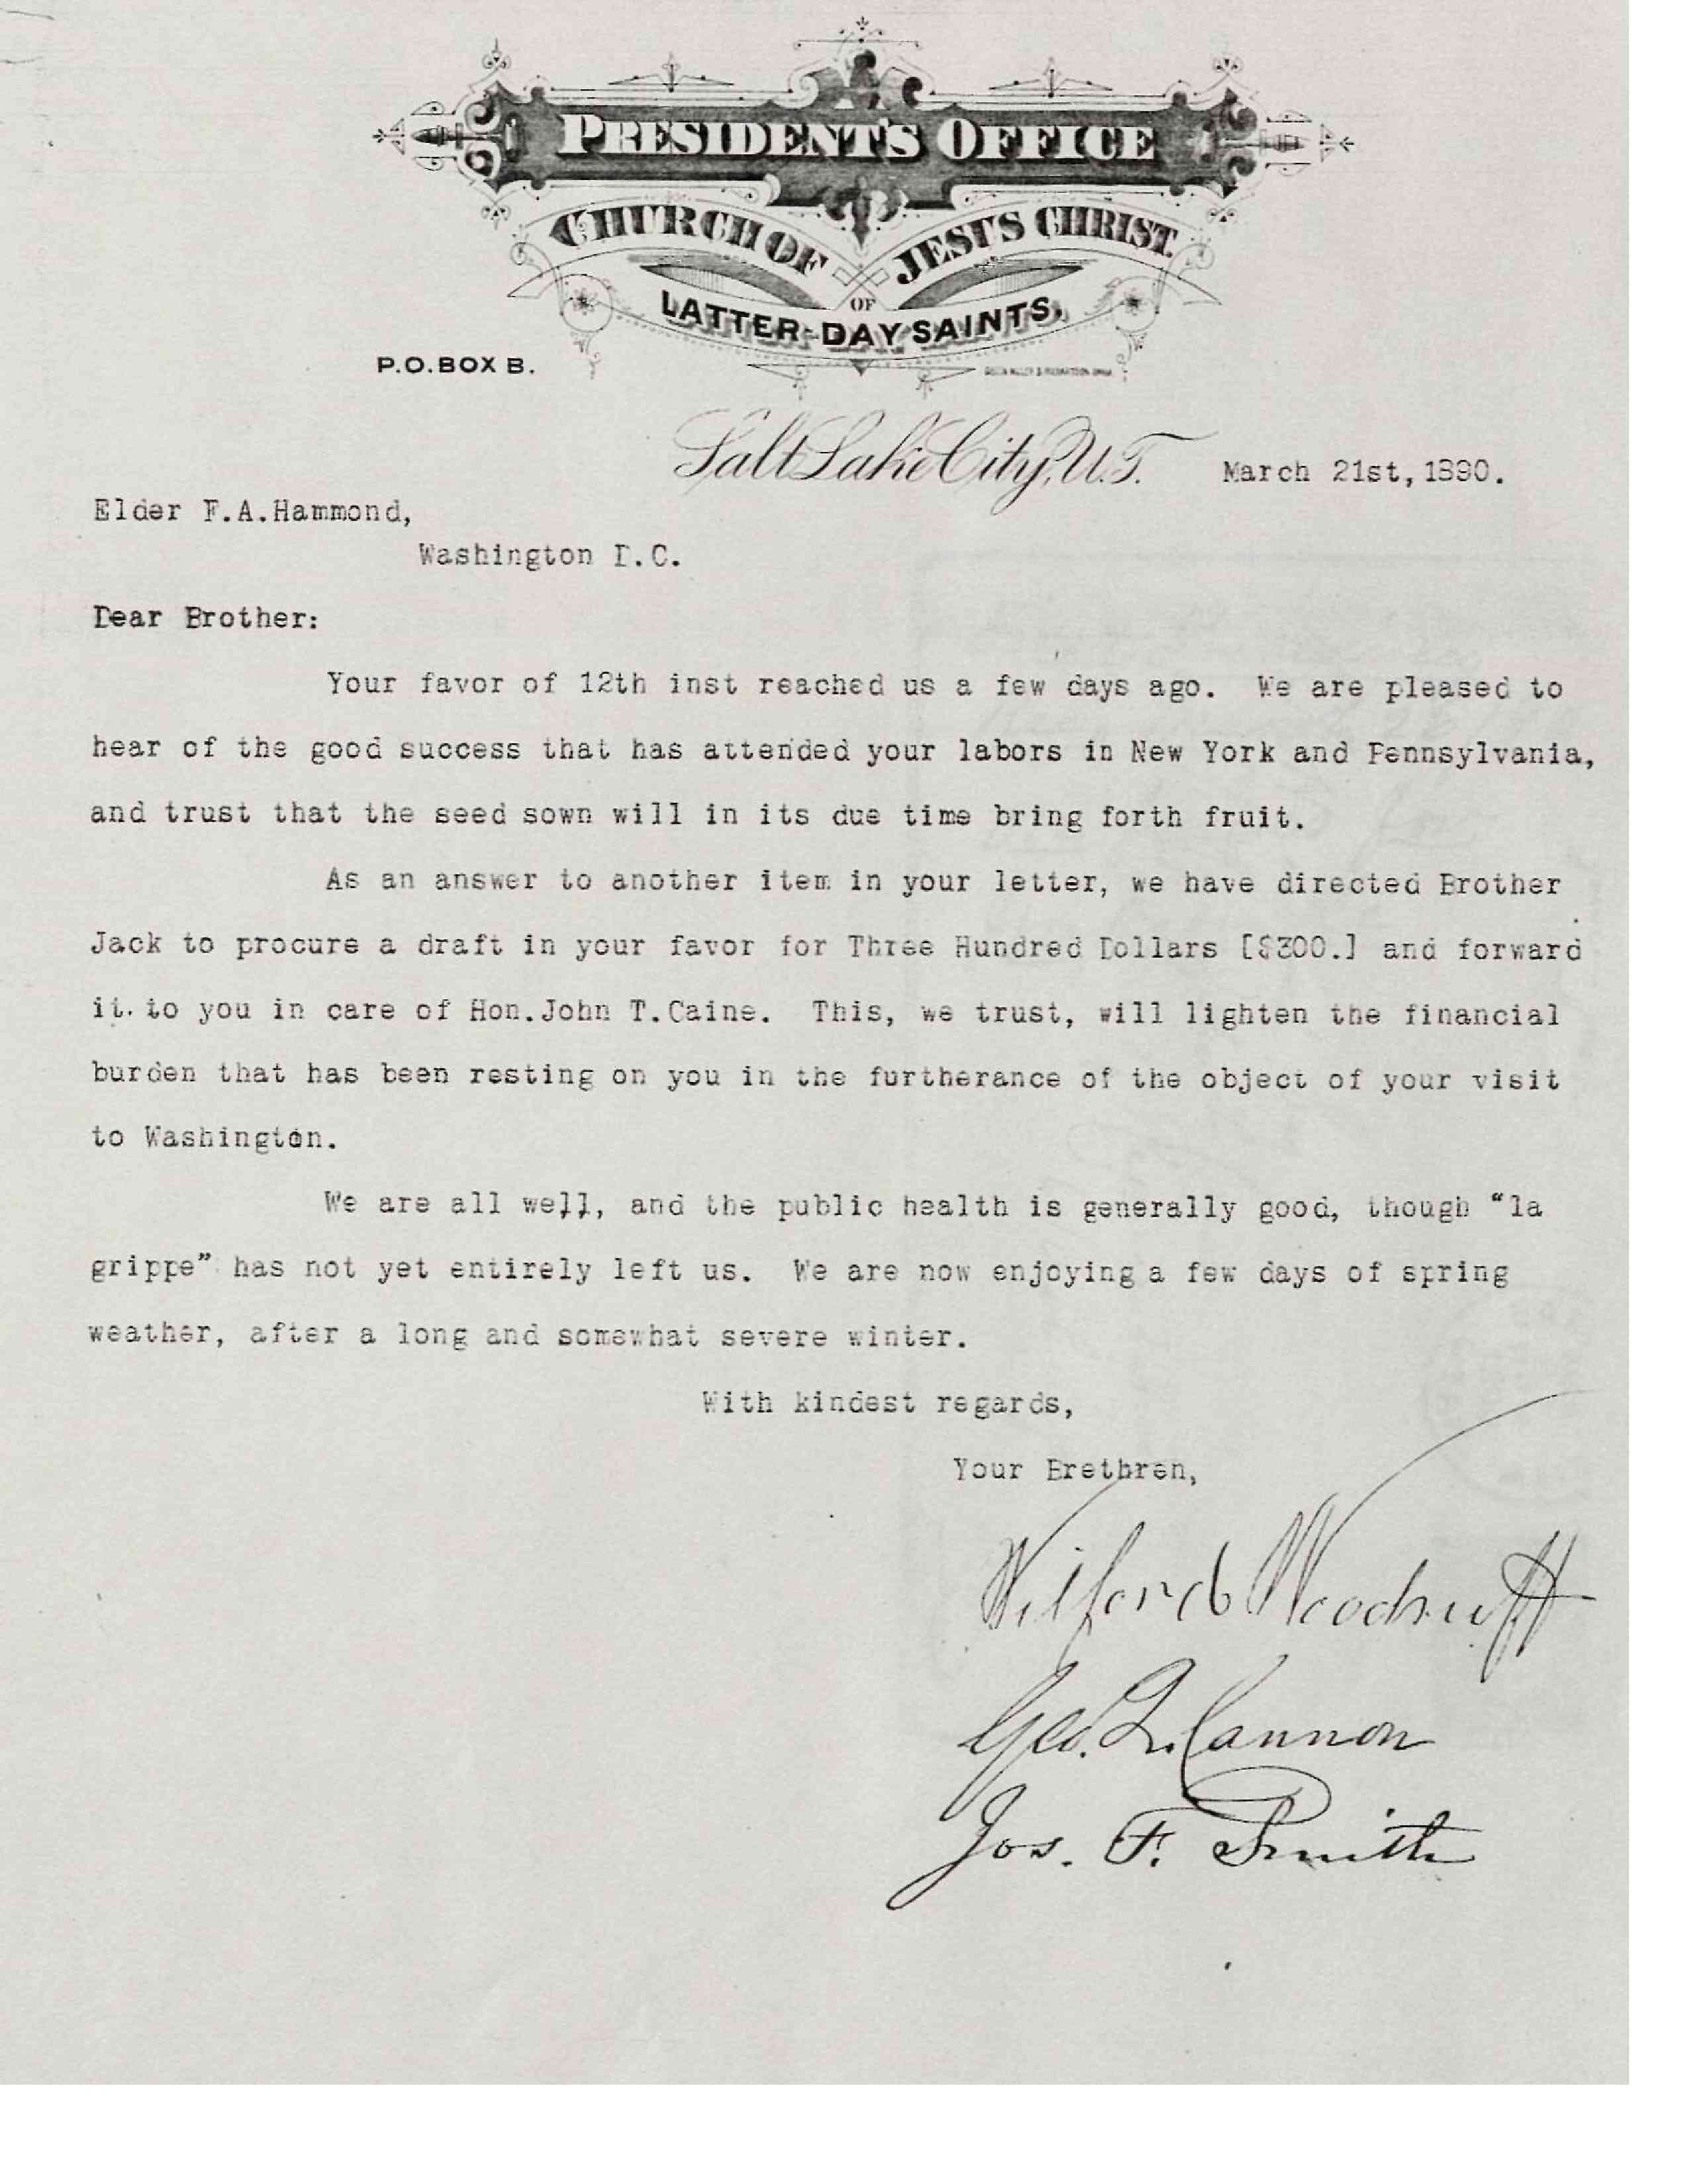 PRESIDENT'S OFFICE
CHURCH OF JESUS CHRIST
OF
LATTER-DAY SAINTS.
P.O.BOX B.
Salt Lake City, U.T. March 21st, 1890.
Elder F.A.Hammond,
Washington D.C.
Dear Brother:
Your favor of 12th inst reached us a few days ago. We are pleased to
hear of the good success that has attended your labors in New York and Pennsylvania,
and trust that the seed sown will in its due time bring forth fruit.
As an answer to another item in your letter, we have directed Brother
Jack to procure a draft in your favor for Three Hundred Dollars [$300.] and forward
it to you in care of Hon.John T.Caine. This, we trust, will lighten the financial
burden that has been resting on you in the furtherance of the object of your visit
to Washington.
We are all well, and the public health is generally good, though “la
grippe” has not yet entirely left us. We are now enjoying a few days of spring
weather, after a long and somewhat severe winter.
With kindest regards,
Your Brethren,
Wilford Woodruff
Geo. Q. Cannon
Jos. F. Smith